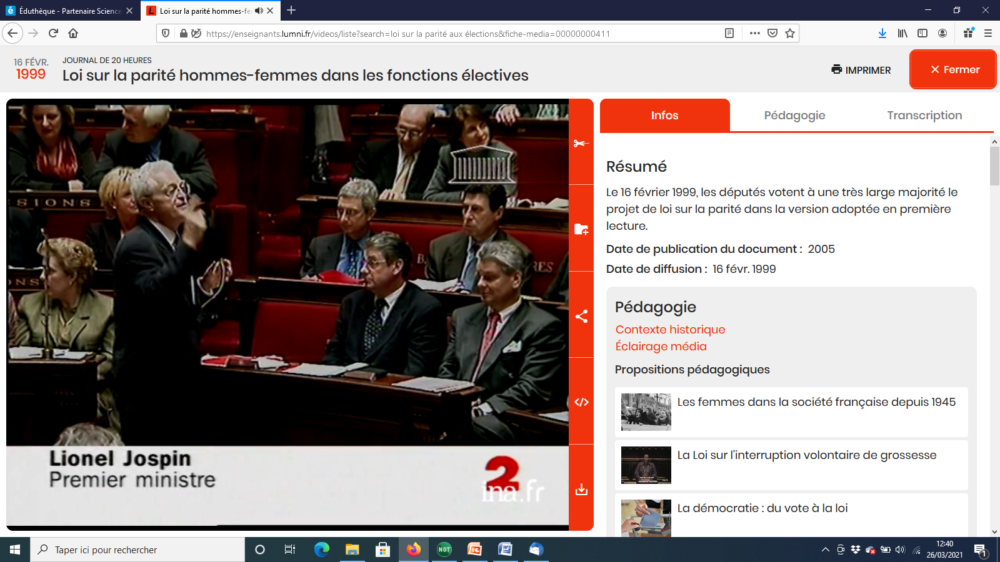 Éduthèque - Partenaire Science
Loi sur la parité hommes-fe
https://enseignants.lumni.fr/videos/liste?search=loi sur la parité aux élections&fiche-media=00000000411
16 FÉVR.
1999
JOURNAL DE 20 HEURES
Loi sur la parité hommes-femmes dans les fonctions électives
IMPRIMER
Fermer
SIONS
BA
RES
Lionel Jospin
Premier ministre
2
ina.fr
Infos
Pédagogie
Transcription
Résumé
Le 16 février 1999, les députés votent à une très large majorité le
projet de loi sur la parité dans la version adoptée en première
lecture.
Date de publication du document : 2005
Date de diffusion : 16 févr. 1999
Pédagogie
Contexte historique
Éclairage média
Propositions pédagogiques
Les femmes dans la société française depuis 1945
La Loi sur l'interruption volontaire de grossesse
La démocratie : du vote à la loi
Taper ici pour rechercher
NOT
12:40
26/03/2021
1